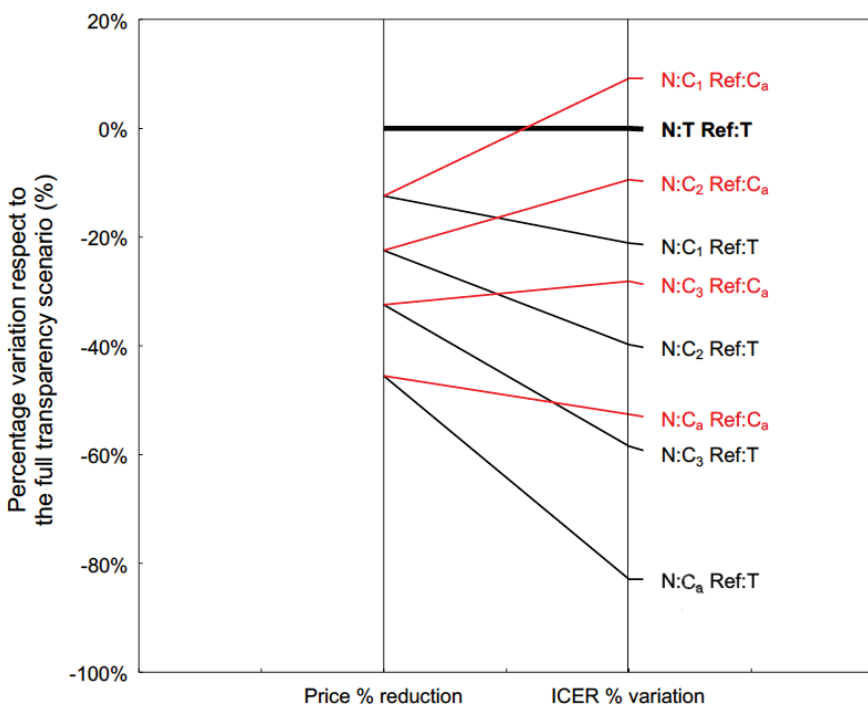 20%
0%
-20%
-40%
-60%
-80%
-100%
Percentage variation respect to
the full transparency scenario (%)
N:C₁ Ref:Cₐ
N:T Ref:T
N:C₂ Ref:Cₐ
N:C₁ Ref:T
N:C₃ Ref:Cₐ
N:C₂ Ref:T
N:Cₐ Ref:Cₐ
N:C₃ Ref:T
N:Cₐ Ref:T
Price % reduction
ICER % variation